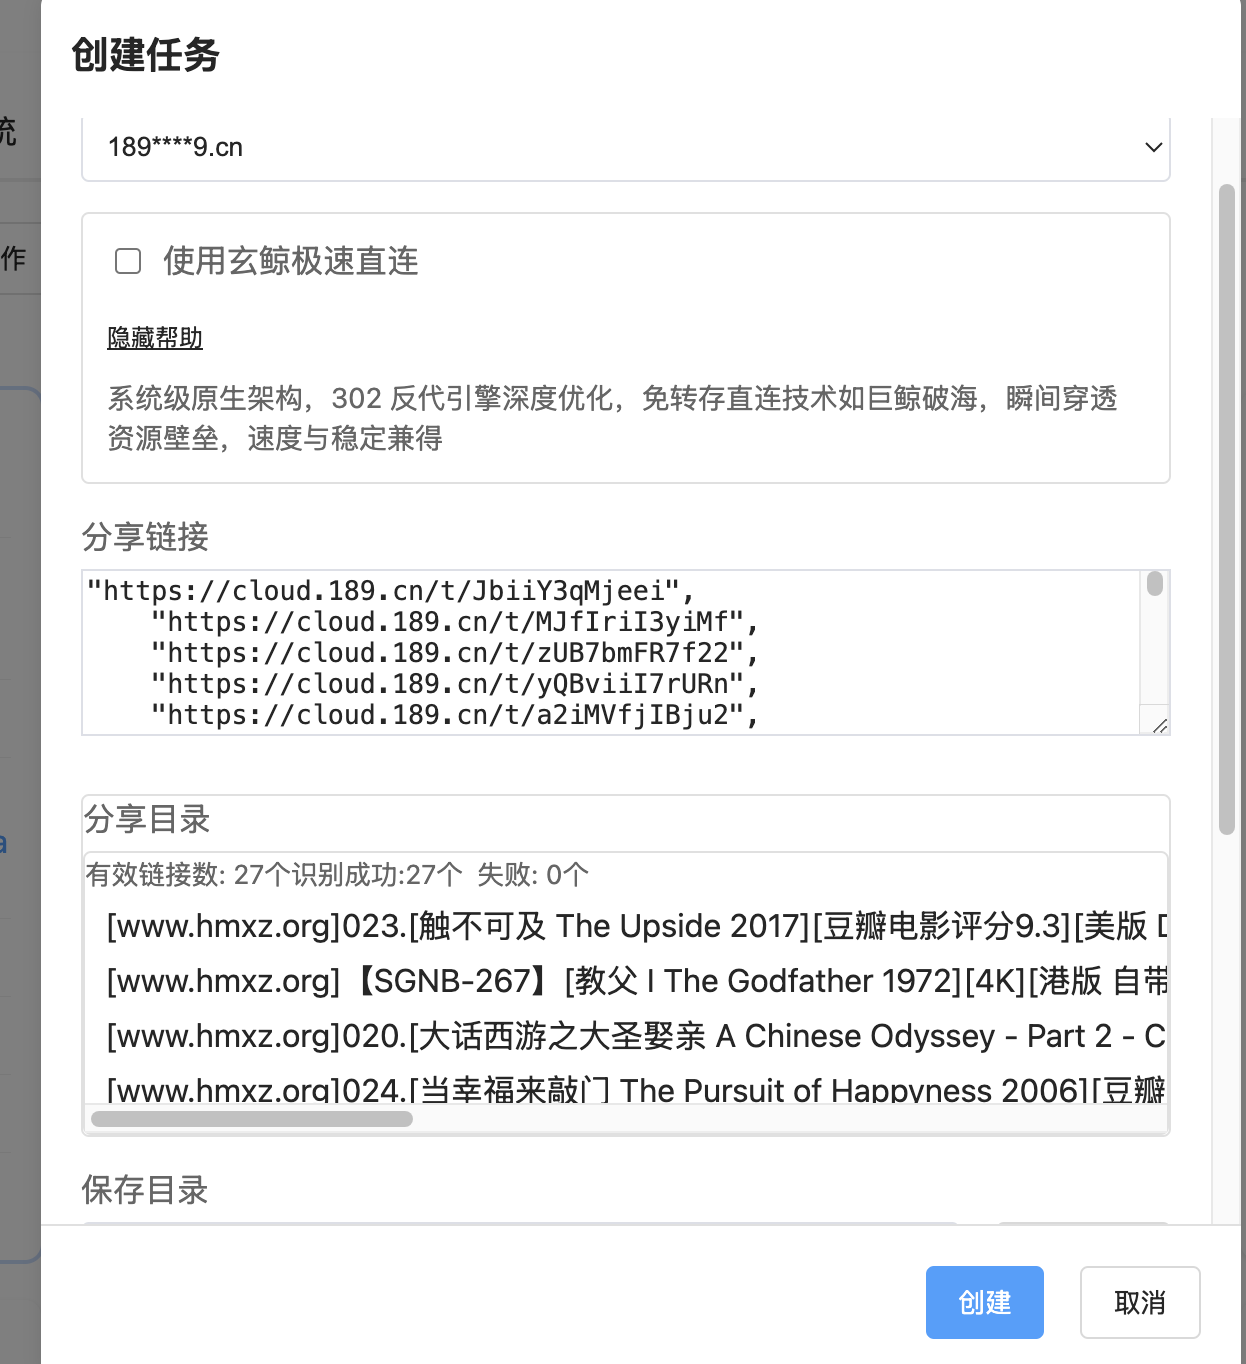 创建任务
统
189****9.cn
作
使用玄鲸极速直连
隐藏帮助
系统级原生架构，302 反代引擎深度优化，免转存直连技术如巨鲸破海，瞬间穿透
资源壁垒，速度与稳定兼得
分享链接
"https://cloud.189.cn/t/JbiiY3qMjeei",
"https://cloud.189.cn/t/MJfIriI3yiMf",
"https://cloud.189.cn/t/zUB7bmFR7f22",
"https://cloud.189.cn/t/yQBviiI7rURn",
"https://cloud.189.cn/t/a2iMVfjIBju2",
分享目录
有效链接数: 27个识别成功:27个 失败: 0个
a
[www.hmxz.org]023.[触不可及 The Upside 2017][豆瓣电影评分9.3][美版
[www.hmxz.org]【SGNB-267】[教父 I The Godfather 1972][4K][港版 自带
[www.hmxz.org]020.[大话西游之大圣娶亲 A Chinese Odyssey - Part 2 - C
[www.hmxz.org]024.[当幸福来敲门 The Pursuit of Happyness 2006][豆瓣
保存目录
创建
取消